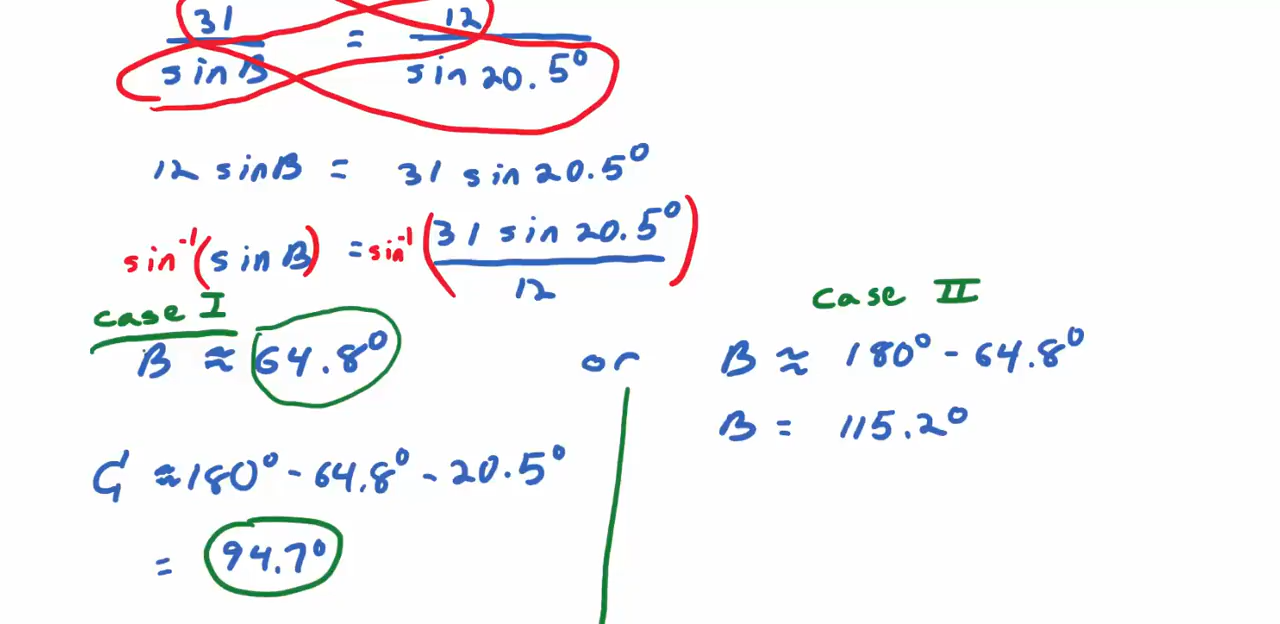 31/sin B = 12/sin 20.5°
12 sin B = 31 sin 20.5°
sin⁻¹(sin B) = sin⁻¹(31 sin 20.5°/12)
case I
B ≈ 64.8°
C ≈ 180° - 64.8° - 20.5°
= 94.7°
or
case II
B ≈ 180° - 64.8°
B = 115.2°